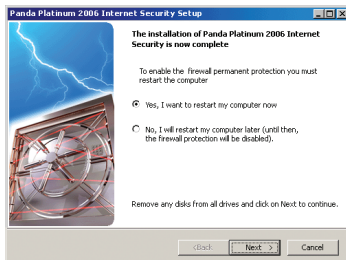 Panda Platinum 2006 Internet Security Setup
The installation of Panda Platinum 2006 Internet
Security is now complete
To enable the firewall permanent protection you must
restart the computer
Yes, I want to restart my computer now
No, I will restart my computer later (until then,
the firewall protection will be disabled).
Remove any disks from all drives and click on Next to continue.
<Back
Next >
Cancel